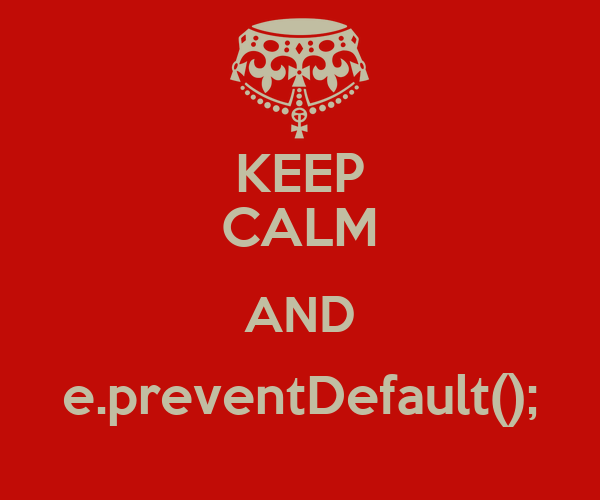 KEEP
CALM
AND
e.preventDefault();